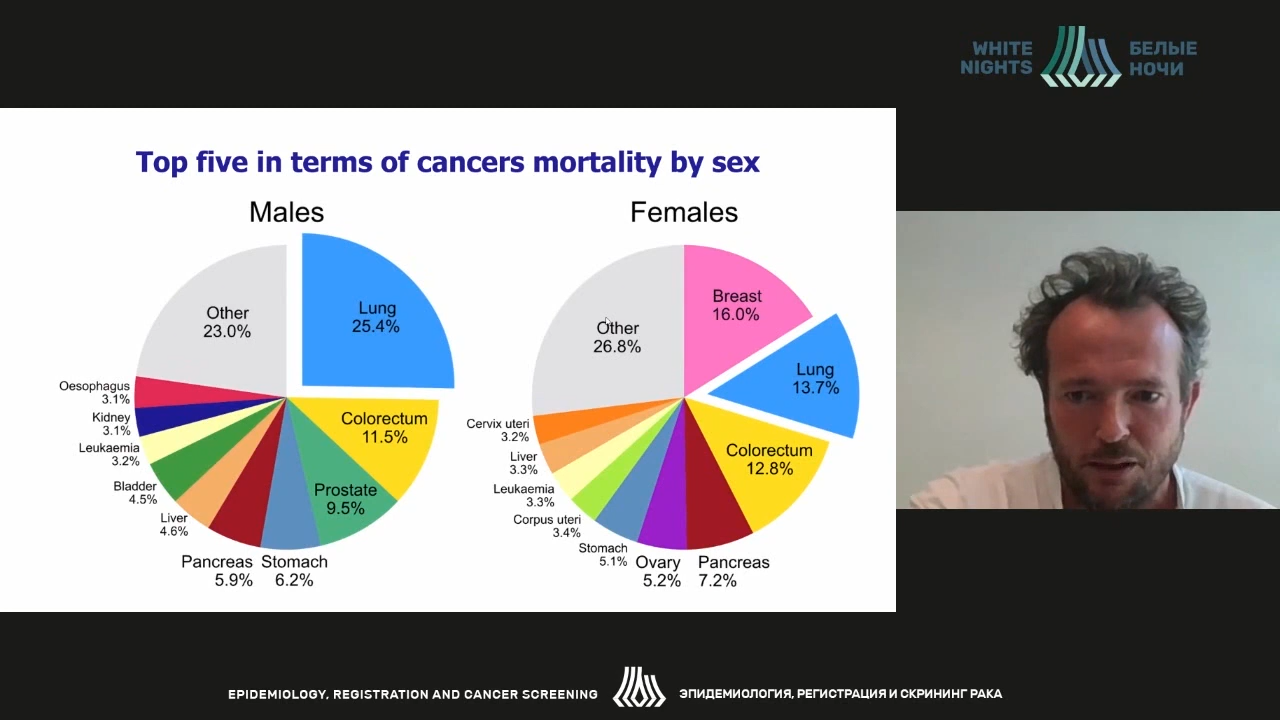 WHITE
NIGHTS
БЕЛЫЕ
НОЧИ
Top five in terms of cancers mortality by sex
Males
Lung
25.4%
Colorectum
11.5%
Prostate
9.5%
Stomach
6.2%
Pancreas
5.9%
Liver
4.6%
Bladder
4.5%
Leukaemia
3.2%
Kidney
3.1%
Oesophagus
3.1%
Other
23.0%
Females
Breast
16.0%
Lung
13.7%
Colorectum
12.8%
Pancreas
7.2%
Ovary
5.2%
Stomach
5.1%
Corpus uteri
3.4%
Leukaemia
3.3%
Liver
3.3%
Cervix uteri
3.2%
Other
26.8%
EPIDEMIOLOGY, REGISTRATION AND CANCER SCREENING
ЭПИДЕМИОЛОГИЯ, РЕГИСТРАЦИЯ И СКРИНИНГ РАКА